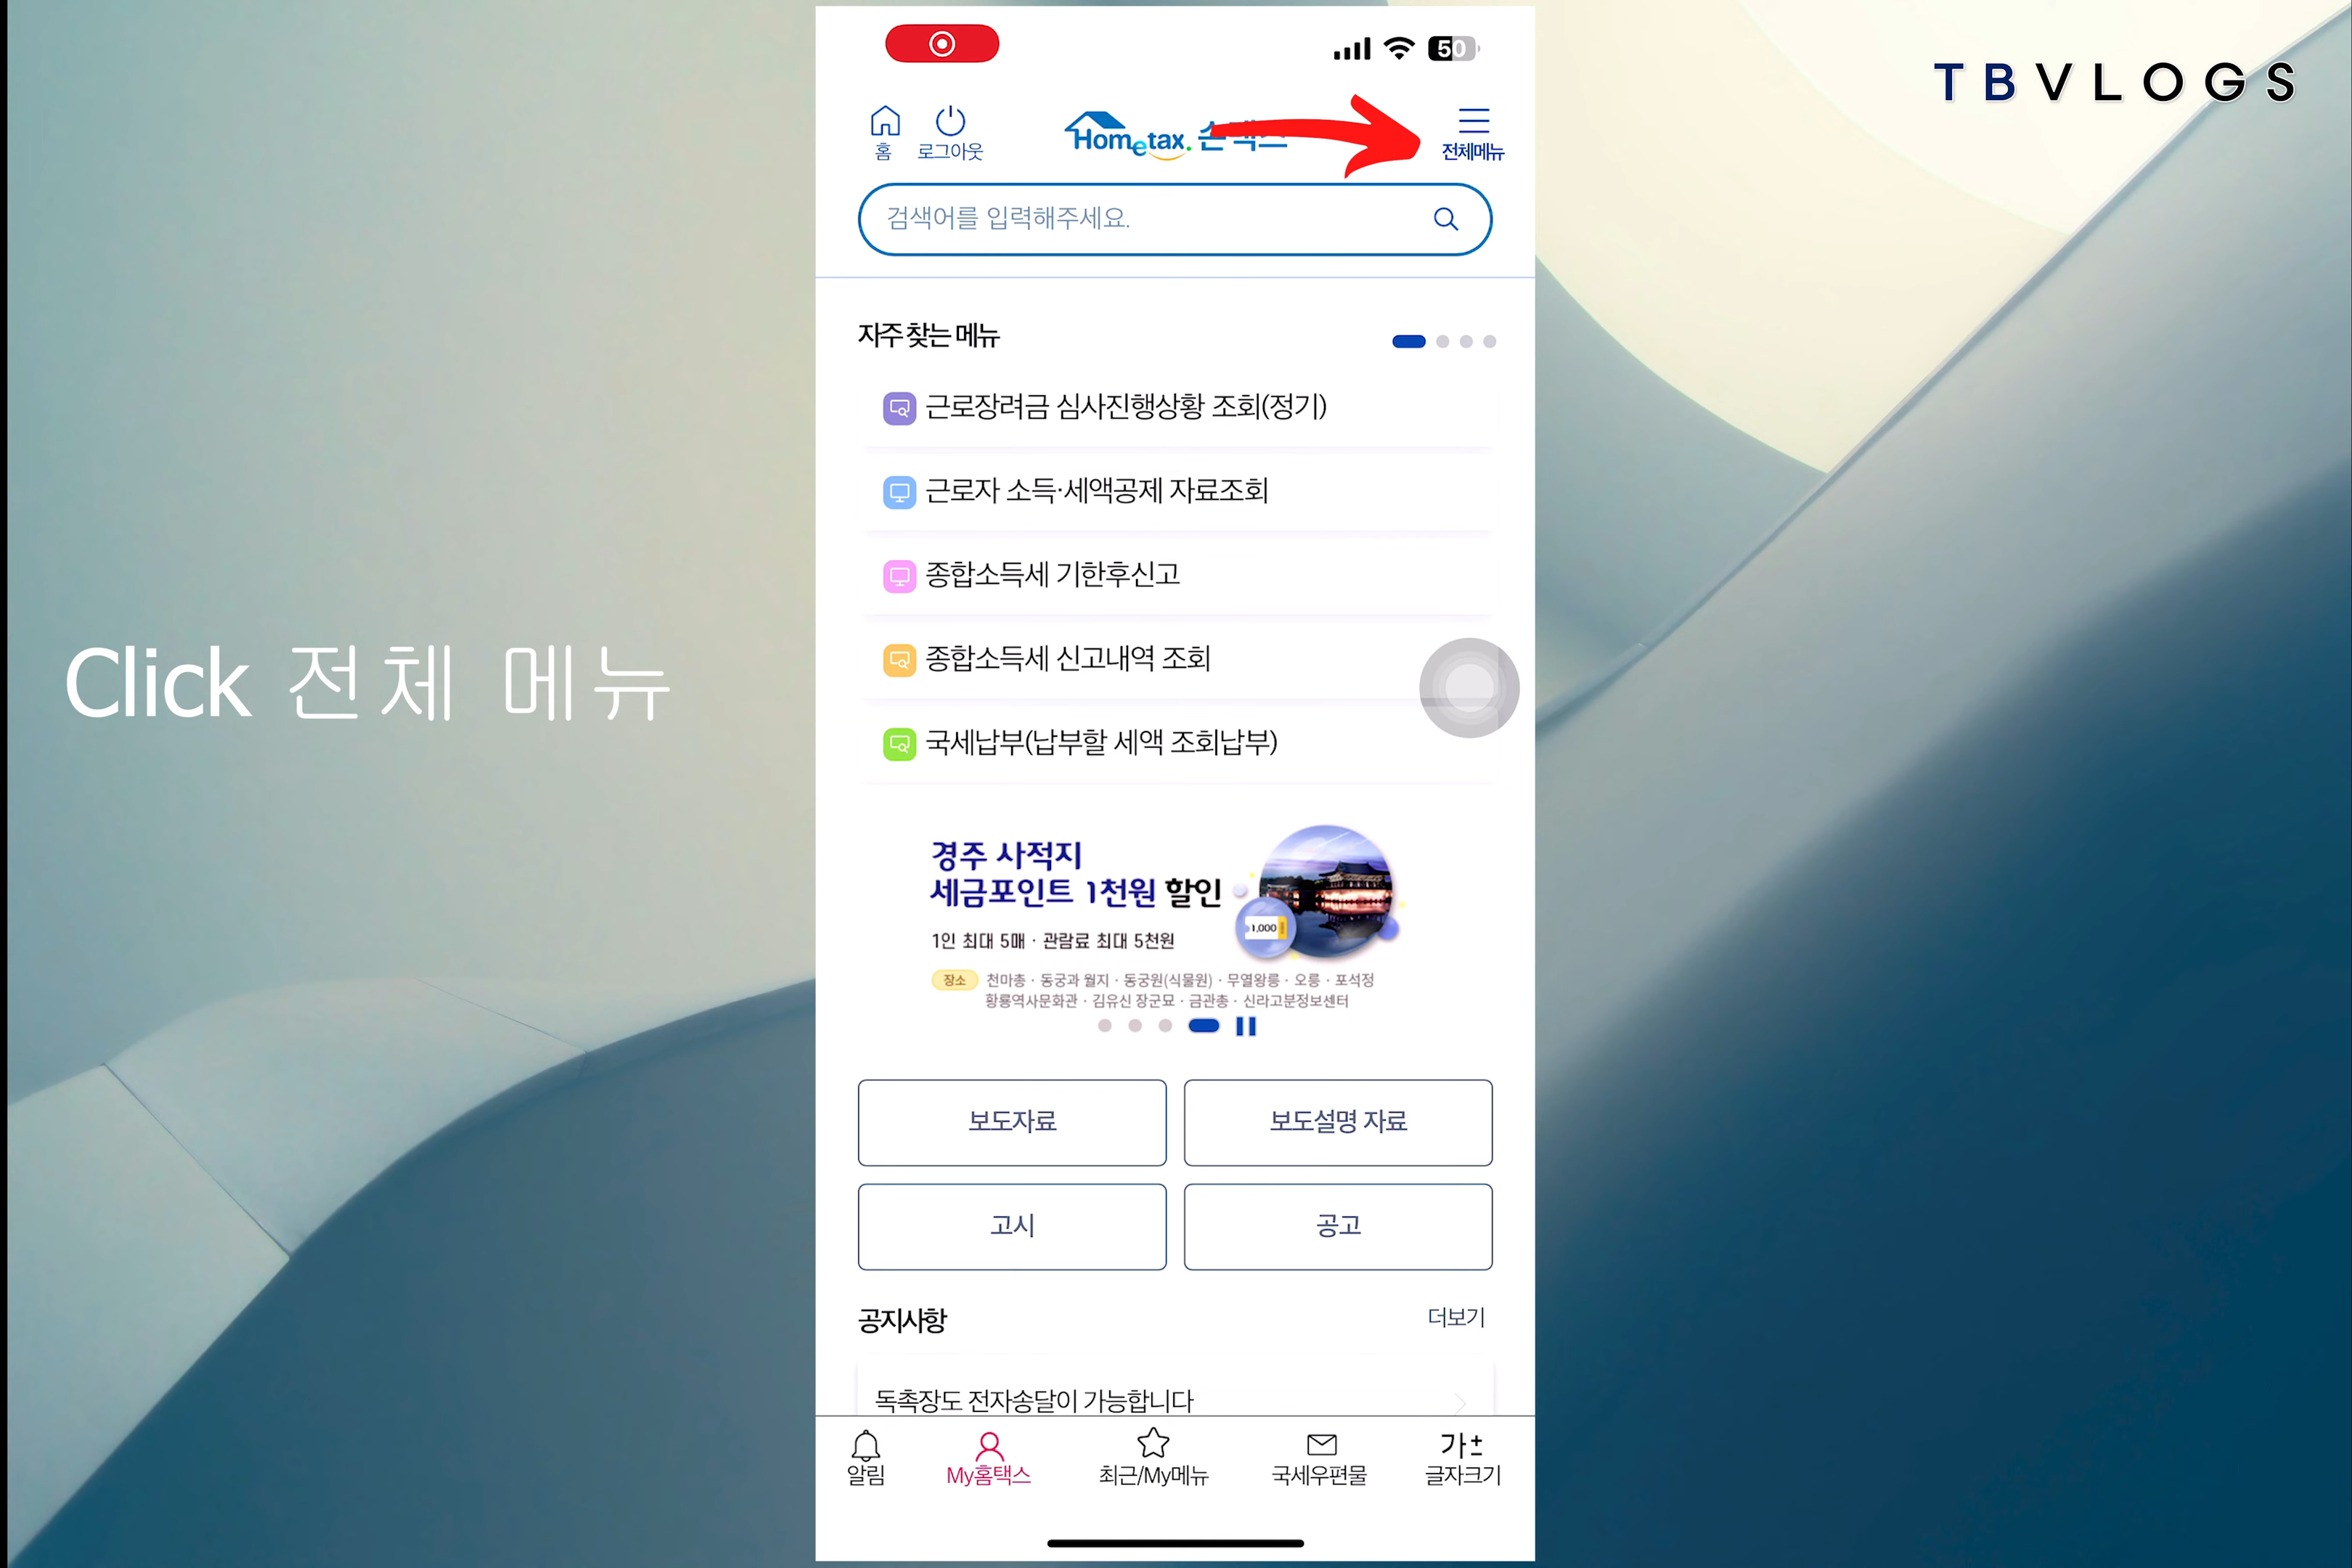 TBVLOGS
50
홈
로그아웃
Hometax. 손택스
전체메뉴
검색어를 입력해주세요.
자주 찾는 메뉴
근로장려금 심사진행상황 조회(정기)
근로자 소득·세액공제 자료조회
종합소득세 기한후신고
종합소득세 신고내역 조회
국세납부(납부할 세액 조회납부)
Click 전체 메뉴
경주 사적지
세금포인트 1천원 할인
1인 최대 5매 · 관람료 최대 5천원
1,000
장소 천마총 · 동궁과 월지 · 동궁원(식물원) · 무열왕릉 · 오릉 · 포석정
황룡역사문화관 · 김유신 장군묘 · 금관총 · 신라고분정보센터
보도자료
보도설명 자료
고시
공고
공지사항
더보기
독촉장도 전자송달이 가능합니다
알림
My홈택스
최근/My메뉴
국세우편물
가±
글자크기